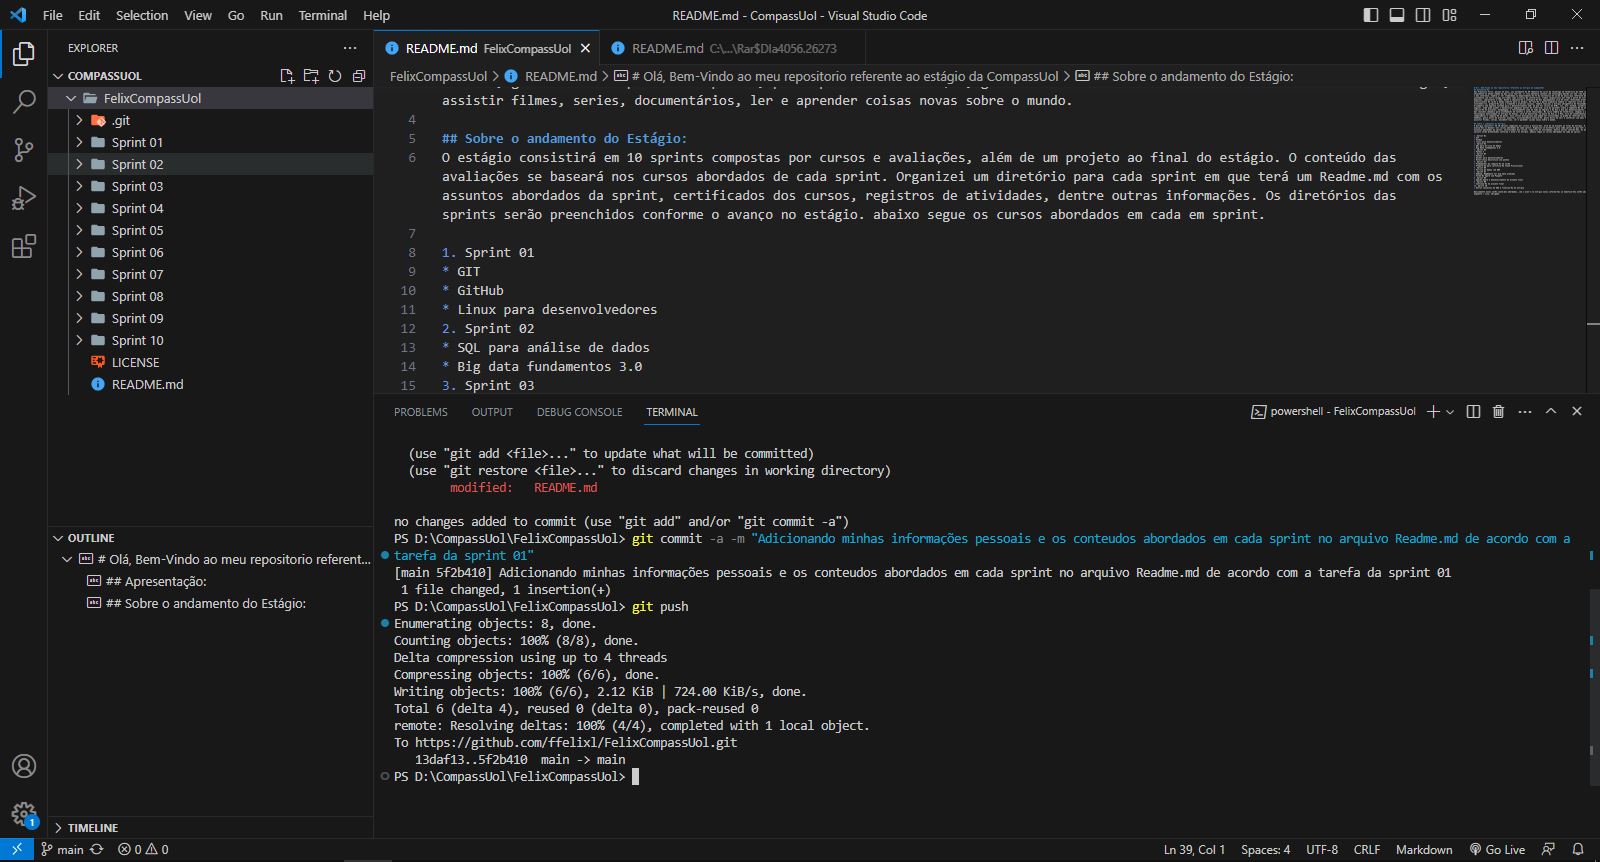 File Edit Selection View Go Run Terminal Help
README.md - CompassUol - Visual Studio Code
EXPLORER
COMPASSUOL
FelixCompassUol
.git
Sprint 01
Sprint 02
Sprint 03
Sprint 04
Sprint 05
Sprint 06
Sprint 07
Sprint 08
Sprint 09
Sprint 10
LICENSE
README.md
OUTLINE
# Olá, Bem-Vindo ao meu repositorio referent...
## Apresentação:
## Sobre o andamento do Estágio:
TIMELINE
README.md FelixCompassUol
README.md C:\...\Rar$DIa4056.26273
FelixCompassUol > README.md > # Olá, Bem-Vindo ao meu repositorio referente ao estágio da CompassUol > ## Sobre o andamento do Estágio:
assistir filmes, series, documentários, ler e aprender coisas novas sobre o mundo.
4
5 ## Sobre o andamento do Estágio:
6 O estágio consistirá em 10 sprints compostas por cursos e avaliações, além de um projeto ao final do estágio. O conteúdo das
avaliações se baseará nos cursos abordados de cada sprint. Organizei um diretório para cada sprint em que terá um Readme.md com os
assuntos abordados da sprint, certificados dos cursos, registros de atividades, dentre outras informações. Os diretórios das
sprints serão preenchidos conforme o avanço no estágio. abaixo segue os cursos abordados em cada em sprint.
7
8 1. Sprint 01
9 * GIT
10 * GitHub
11 * Linux para desenvolvedores
12 2. Sprint 02
13 * SQL para análise de dados
14 * Big data fundamentos 3.0
15 3. Sprint 03
PROBLEMS OUTPUT DEBUG CONSOLE TERMINAL
powershell - FelixCompassUol
(use "git add <file>..." to update what will be committed)
(use "git restore <file>..." to discard changes in working directory)
modified: README.md
no changes added to commit (use "git add" and/or "git commit -a")
PS D:\CompassUol\FelixCompassUol> git commit -a -m "Adicionando minhas informações pessoais e os conteudos abordados em cada sprint no arquivo Readme.md de acordo com a
tarefa da sprint 01"
[main 5f2b410] Adicionando minhas informações pessoais e os conteudos abordados em cada sprint no arquivo Readme.md de acordo com a tarefa da sprint 01
1 file changed, 1 insertion(+)
PS D:\CompassUol\FelixCompassUol> git push
Enumerating objects: 8, done.
Counting objects: 100% (8/8), done.
Delta compression using up to 4 threads
Compressing objects: 100% (6/6), done.
Writing objects: 100% (6/6), 2.12 KiB | 724.00 KiB/s, done.
Total 6 (delta 4), reused 0 (delta 0), pack-reused 0
remote: Resolving deltas: 100% (4/4), completed with 1 local object.
To https://github.com/ffelixl/FelixCompassUol.git
13daf13..5f2b410 main -> main
PS D:\CompassUol\FelixCompassUol>
1
main 0 0
Ln 39, Col 1 Spaces: 4 UTF-8 CRLF Markdown Go Live